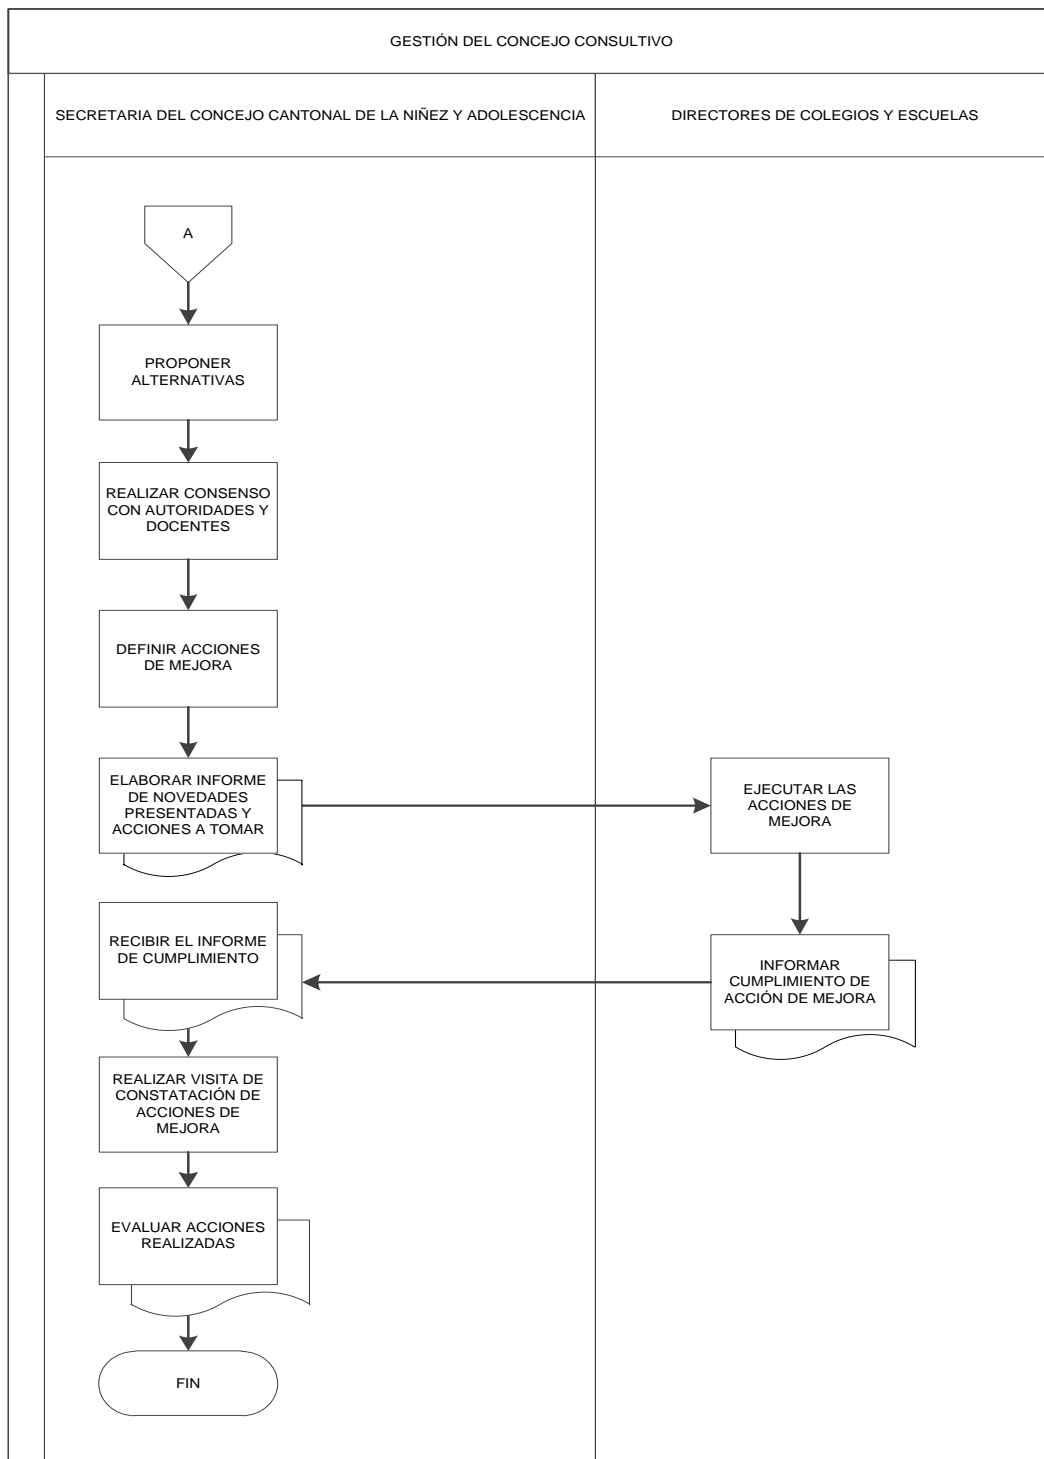 GESTIÓN DEL CONCEJO CONSULTIVO
SECRETARIA DEL CONCEJO CANTONAL DE LA NIÑEZ Y ADOLESCENCIA
DIRECTORES DE COLEGIOS Y ESCUELAS
A
PROPONER
ALTERNATIVAS
REALIZAR CONSENSO
CON AUTORIDADES Y
DOCENTES
DEFINIR ACCIONES
DE MEJORA
ELABORAR INFORME
DE NOVEDADES
PRESENTADAS Y
ACCIONES A TOMAR
EJECUTAR LAS
ACCIONES DE
MEJORA
INFORMAR
CUMPLIMIENTO DE
ACCIÓN DE MEJORA
RECIBIR EL INFORME
DE CUMPLIMIENTO
REALIZAR VISITA DE
CONSTATACIÓN DE
ACCIONES DE
MEJORA
EVALUAR ACCIONES
REALIZADAS
FIN